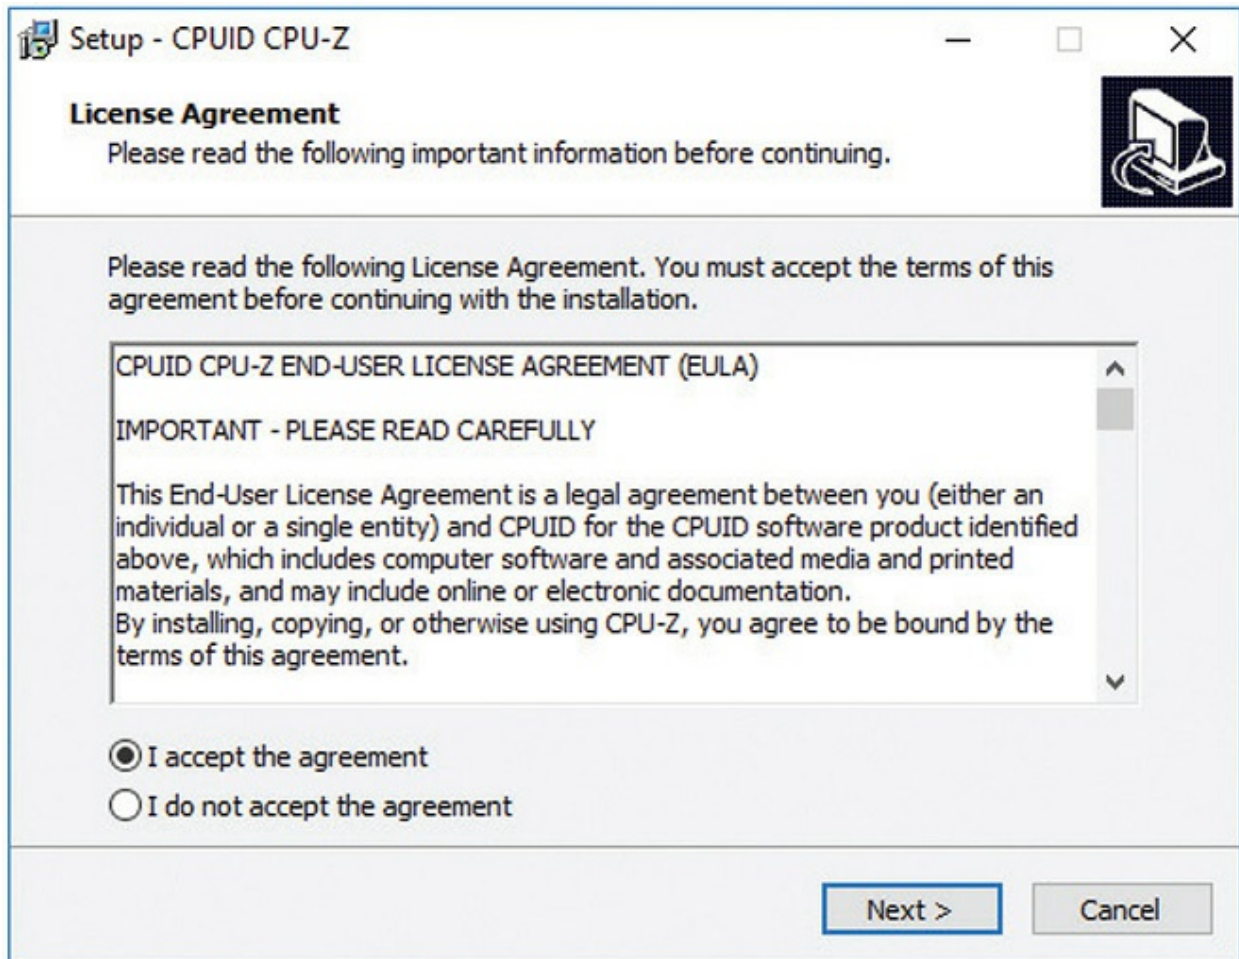 Setup - CPUID CPU-Z
License Agreement
Please read the following important information before continuing.
Please read the following License Agreement. You must accept the terms of this
agreement before continuing with the installation.
CPUID CPU-Z END-USER LICENSE AGREEMENT (EULA)
IMPORTANT - PLEASE READ CAREFULLY
This End-User License Agreement is a legal agreement between you (either an
individual or a single entity) and CPUID for the CPUID software product identified
above, which includes computer software and associated media and printed
materials, and may include online or electronic documentation.
By installing, copying, or otherwise using CPU-Z, you agree to be bound by the
terms of this agreement.
I accept the agreement
I do not accept the agreement
Next >
Cancel